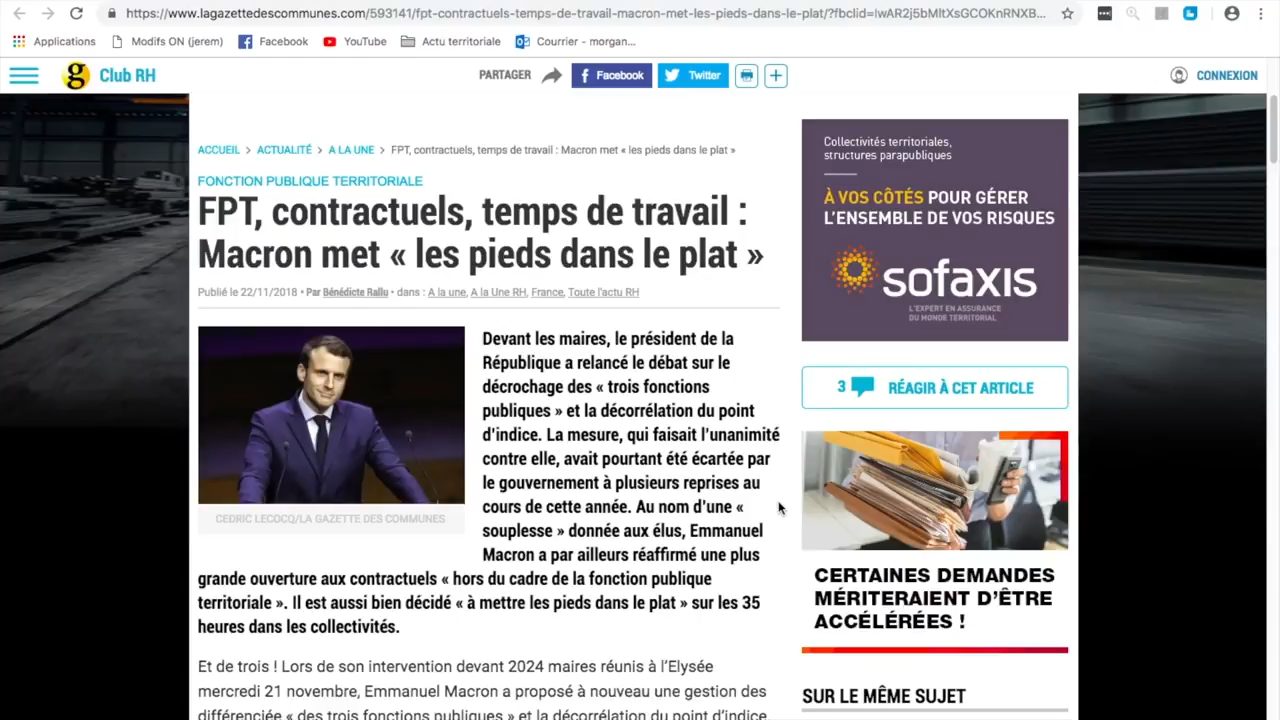 https://www.lagazettedescommunes.com/593141/fpt-contractuels-temps-de-travail-macron-met-les-pieds-dans-le-plat/?fbclid=IwAR2j5bMltXsGCOKnRNXB...
Applications
Modifs ON (jerem)
Facebook
YouTube
Actu territoriale
Courrier - morgan...
g Club RH
PARTAGER
Facebook
Twitter
CONNEXION
ACCUEIL > ACTUALITÉ > A LA UNE > FPT, contractuels, temps de travail : Macron met « les pieds dans le plat »
FONCTION PUBLIQUE TERRITORIALE
FPT, contractuels, temps de travail :
Macron met « les pieds dans le plat »
Publié le 22/11/2018 • Par Bénédicte Rallu • dans : A la une, A la Une RH, France, Toute l'actu RH
CEDRIC LECOCQ/LA GAZETTE DES COMMUNES
Devant les maires, le président de la
République a relancé le débat sur le
décrochage des « trois fonctions
publiques » et la décorrélation du point
d'indice. La mesure, qui faisait l'unanimité
contre elle, avait pourtant été écartée par
le gouvernement à plusieurs reprises au
cours de cette année. Au nom d'une «
souplesse » donnée aux élus, Emmanuel
Macron a par ailleurs réaffirmé une plus
grande ouverture aux contractuels « hors du cadre de la fonction publique
territoriale ». Il est aussi bien décidé « à mettre les pieds dans le plat » sur les 35
heures dans les collectivités.
Et de trois ! Lors de son intervention devant 2024 maires réunis à l'Elysée
mercredi 21 novembre, Emmanuel Macron a proposé à nouveau une gestion des
différenciée « des trois fonctions publiques » et la décorrélation du point d'indice.
Collectivités territoriales,
structures parapubliques
À VOS CÔTÉS POUR GÉRER
L'ENSEMBLE DE VOS RISQUES
sofaxis
L'EXPERT EN ASSURANCE
DU MONDE TERRITORIAL
3 RÉAGIR À CET ARTICLE
CERTAINES DEMANDES
MÉRITERAIENT D'ÊTRE
ACCÉLÉRÉES !
SUR LE MÊME SUJET